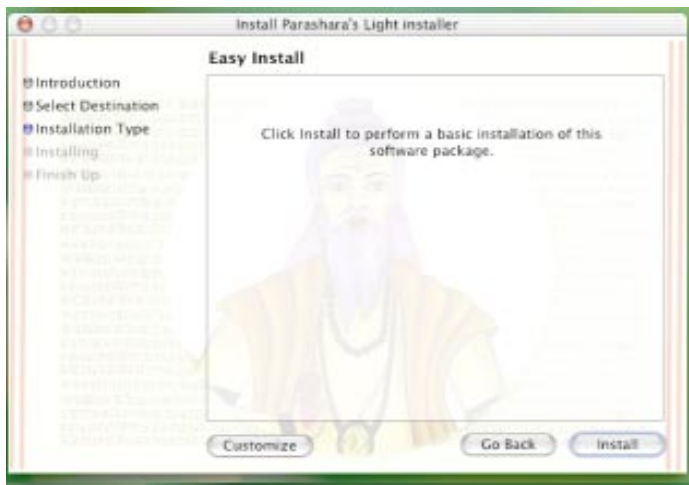 Install Parashara's Light installer
Easy Install
Introduction
Select Destination
Installation Type
Installing
Finish Up
Click Install to perform a basic installation of this
software package.
Customize
Go Back
Install